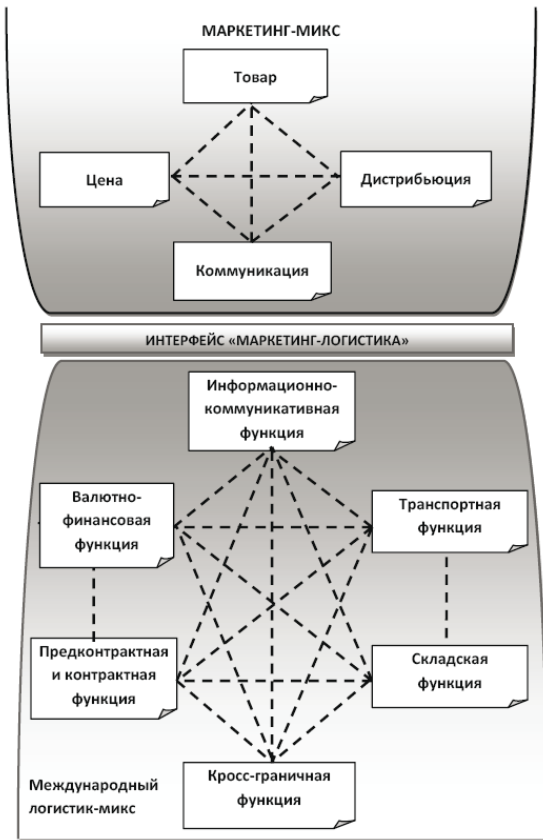 МАРКЕТИНГ-МИКС
Товар
Цена
Дистрибьюция
Коммуникация
ИНТЕРФЕЙС «МАРКЕТИНГ-ЛОГИСТИКА»
Информационно-
коммуникативная
функция
Валютно-
финансовая
функция
Транспортная
функция
Предконтрактная
и контрактная
функция
Складская
функция
Кросс-граничная
функция
Международный
логистик-микс